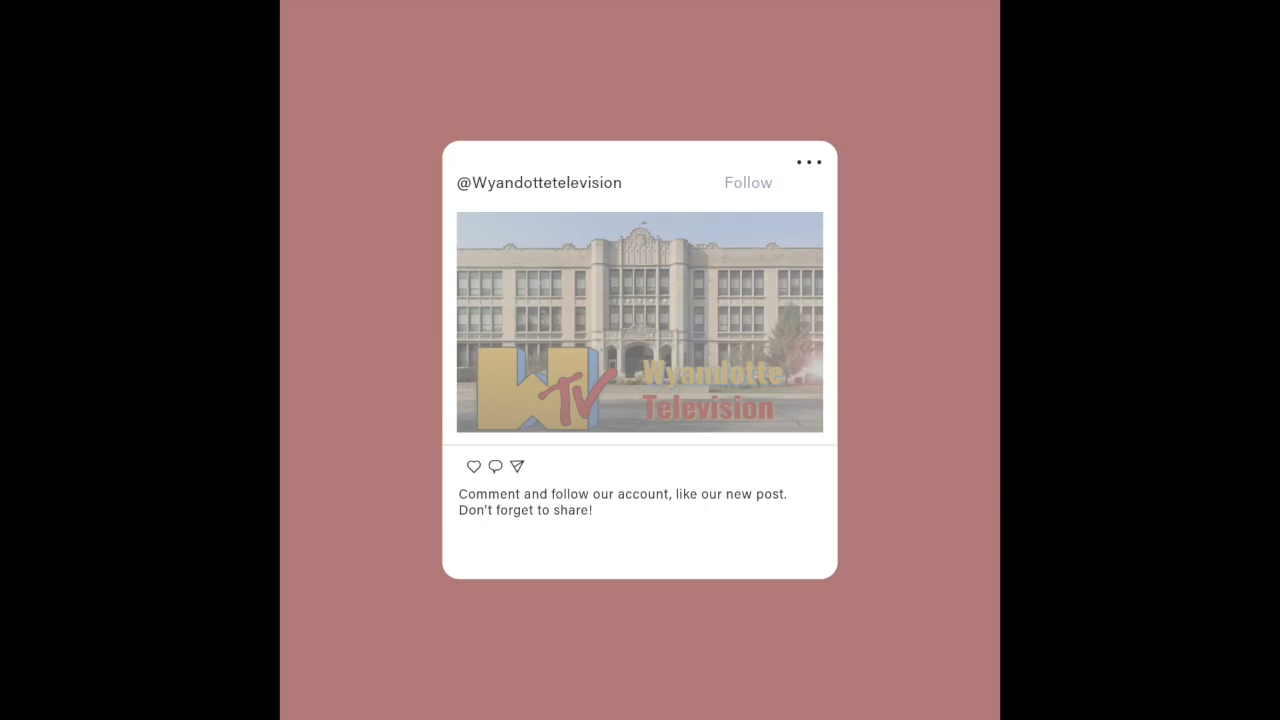 @Wyandottetelevision
Follow
WTV
Wyandotte
Television
Comment and follow our account, like our new post.
Don't forget to share!